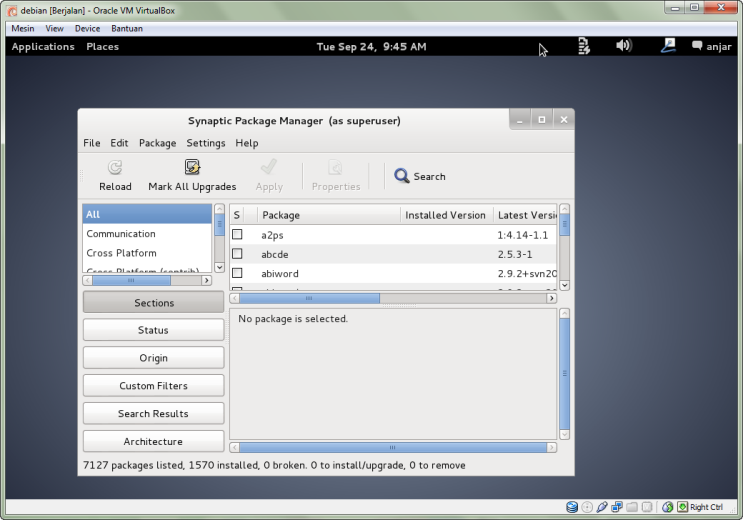 debian [Berjalan] - Oracle VM VirtualBox
Mesin View Device Bantuan
Applications Places Tue Sep 24, 9:45 AM anjar
Synaptic Package Manager (as superuser)
File Edit Package Settings Help
Reload Mark All Upgrades Apply Properties Search
All
Communication
Cross Platform
Cross Platform (contrib)
S Package Installed Version Latest Versi
a2ps 1:4.14-1.1
abcde 2.5.3-1
abiword 2.9.2+svn20
Sections
Status
Origin
Custom Filters
Search Results
Architecture
No package is selected.
7127 packages listed, 1570 installed, 0 broken. 0 to install/upgrade, 0 to remove
Right Ctrl